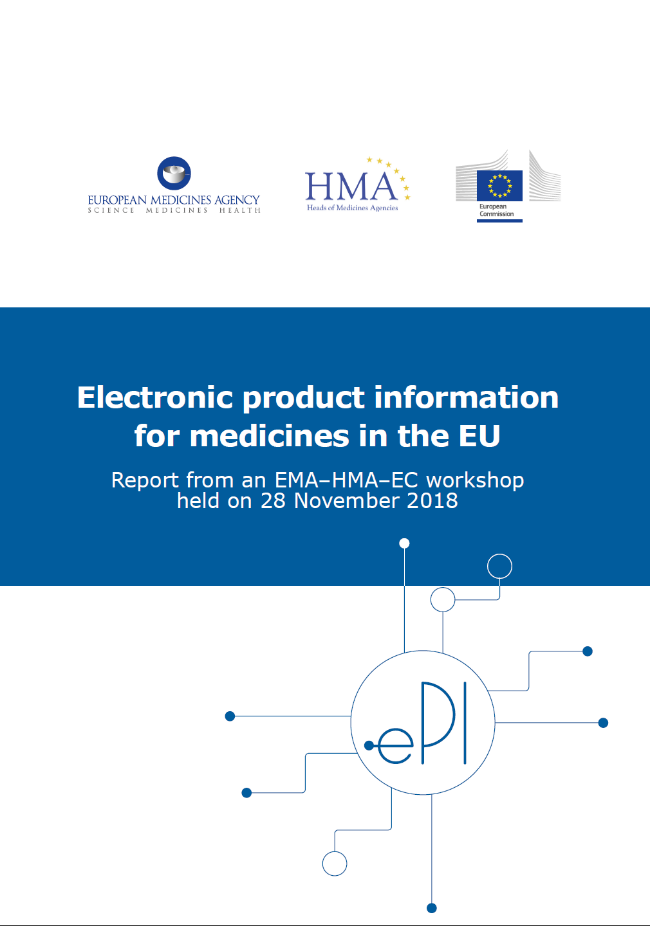 EUROPEAN MEDICINES AGENCY
SCIENCE MEDICINES HEALTH
HMA
Heads of Medicines Agencies
European
Commission
Electronic product information
for medicines in the EU
Report from an EMA–HMA–EC workshop
held on 28 November 2018
ePI